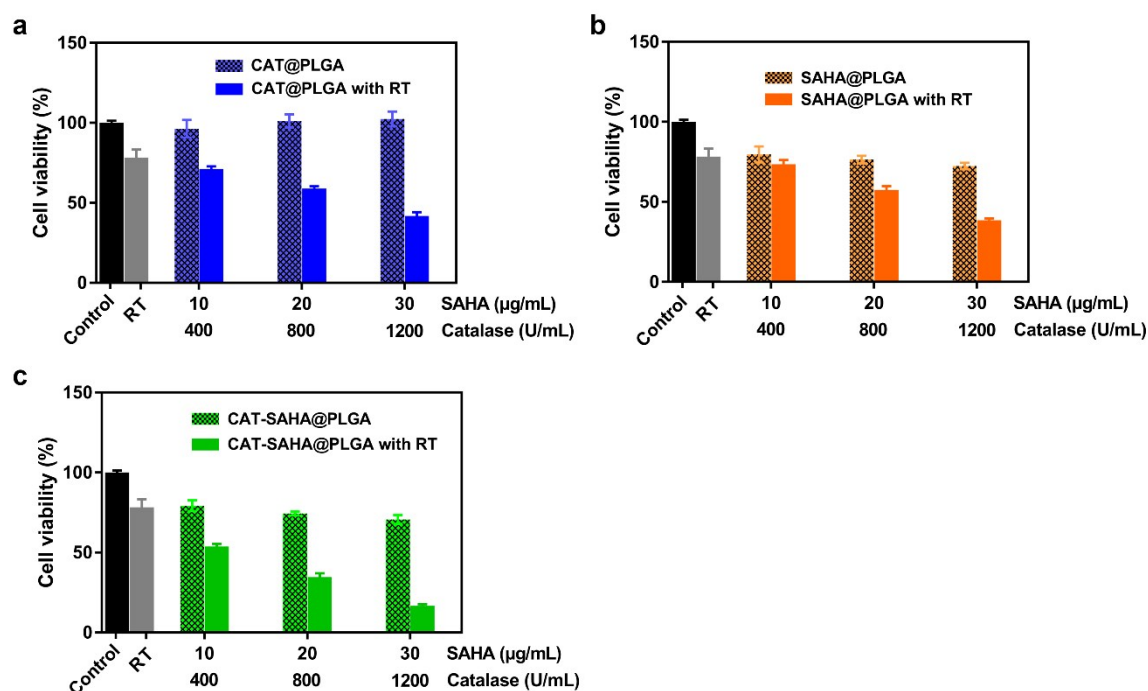 a
150
100
50
0
Cell viability (%)
CAT@PLGA
CAT@PLGA with RT
Control
RT
10 20 30 SAHA (µg/mL)
400 800 1200 Catalase (U/mL)
b
150
100
50
0
Cell viability (%)
SAHA@PLGA
SAHA@PLGA with RT
Control
RT
10 20 30 SAHA (µg/mL)
400 800 1200 Catalase (U/mL)
c
150
100
50
0
Cell viability (%)
CAT-SAHA@PLGA
CAT-SAHA@PLGA with RT
Control
RT
10 20 30 SAHA (µg/mL)
400 800 1200 Catalase (U/mL)